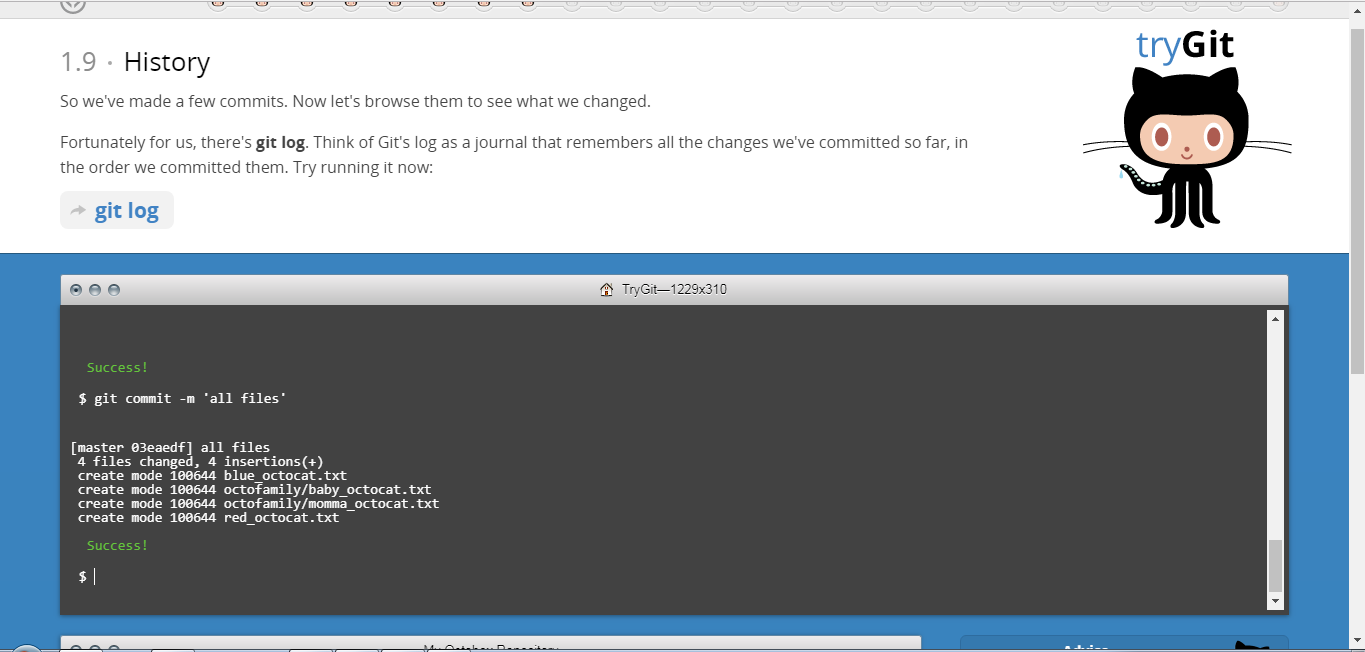 tryGit
1.9 · History
So we've made a few commits. Now let's browse them to see what we changed.
Fortunately for us, there's git log. Think of Git's log as a journal that remembers all the changes we've committed so far, in
the order we committed them. Try running it now:
git log
TryGit—1229x310
Success!
$ git commit -m 'all files'
[master 03eaedf] all files
4 files changed, 4 insertions(+)
create mode 100644 blue_octocat.txt
create mode 100644 octofamily/baby_octocat.txt
create mode 100644 octofamily/momma_octocat.txt
create mode 100644 red_octocat.txt
Success!
$
My Octobox Repository
Advice